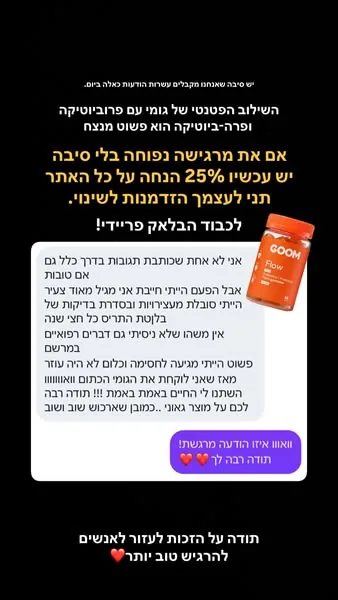 יש סיבה שאנחנו מקבלים עשרות הודעות כאלה ביום.
השילוב הפטנטי של גומי עם פרוביוטיקה
ופרה-ביוטיקה הוא פשוט מנצח
אם את מרגישה נפוחה בלי סיבה
יש עכשיו 25% הנחה על כל האתר
תני לעצמך הזדמנות לשינוי.
לכבוד הבלאק פריידי!
GOOM
Flow
אני לא אחת שכותבת תגובות בדרך כלל גם
אם טובות
אבל הפעם הייתי חייבת אני מגיל מאוד צעיר
הייתי סובלת מעצירויות ובסדרת בדיקות של
בלוטת התריס כל חצי שנה
אין משהו שלא ניסיתי גם דברים רפואיים
במרשם
פשוט הייתי מגיעה לחסימה וכלום לא היה עוזר
מאז שאני לוקחת את הגומי הכתום וואוווווו
השתנו לי החיים באמת באמת !!! תודה רבה
לכם על מוצר גאוני ..כמובן שארכוש שוב ושוב
וואווו איזו הודעה מרגשת!
תודה רבה לך ❤️❤️
תודה על הזכות לעזור לאנשים
להרגיש טוב יותר❤️